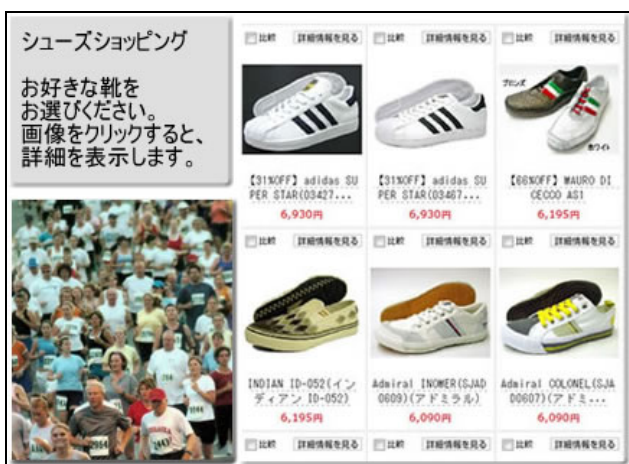 シューズショッピング
お好きな靴を
お選びください。
画像をクリックすると、
詳細を表示します。
比較 詳細情報を見る 比較 詳細情報を見る 比較 詳細情報を見る
ブロンズ
ホワイト
【31%OFF】adidas SU
PER STAR(03427...
6,930円
【31%OFF】adidas SU
PER STAR(03467...
6,930円
【66%OFF】MAURO DI
CECCO AS1
6,195円
比較 詳細情報を見る 比較 詳細情報を見る 比較 詳細情報を見る
INDIAN ID-052(イン
ディアン ID-052)
6,195円
Admiral INOMER(SJAD
0609)(アドミラル)
6,090円
Admiral COLONEL(SJA
D0607)(アドミ...
6,090円
比較 詳細情報を見る 比較 詳細情報を見る 比較 詳細情報を見る